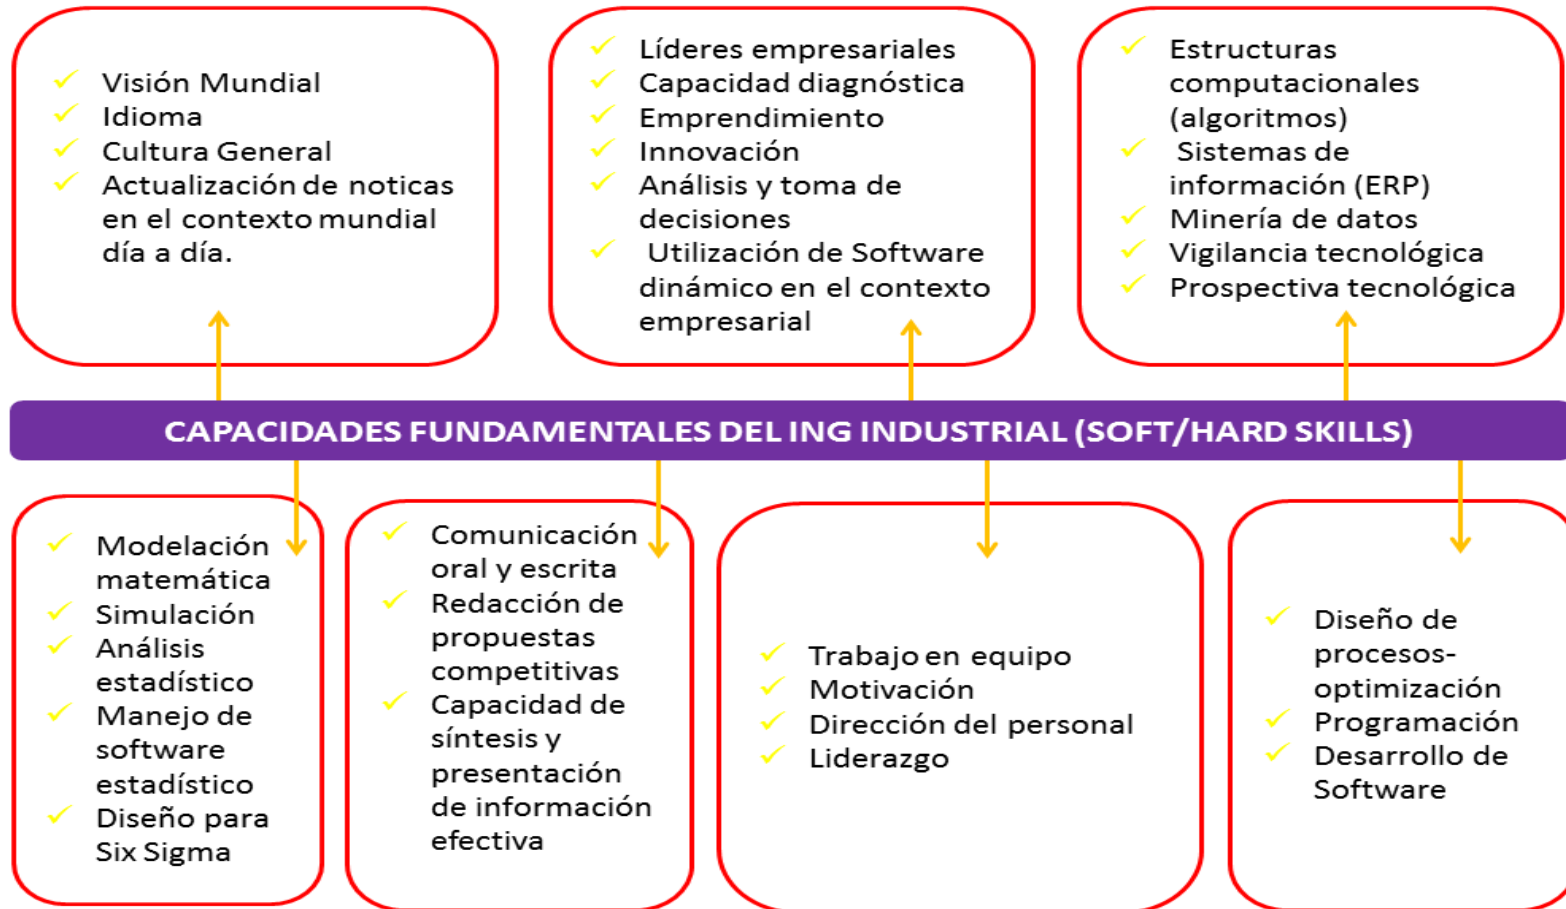 ✓ Visión Mundial
✓ Idioma
✓ Cultura General
✓ Actualización de noticas
en el contexto mundial
día a día.
✓ Líderes empresariales
✓ Capacidad diagnóstica
✓ Emprendimiento
✓ Innovación
✓ Análisis y toma de
decisiones
✓ Utilización de Software
dinámico en el contexto
empresarial
✓ Estructuras
computacionales
(algoritmos)
✓ Sistemas de
información (ERP)
✓ Minería de datos
✓ Vigilancia tecnológica
✓ Prospectiva tecnológica
CAPACIDADES FUNDAMENTALES DEL ING INDUSTRIAL (SOFT/HARD SKILLS)
✓ Modelación
matemática
✓ Simulación
✓ Análisis
estadístico
✓ Manejo de
software
estadístico
✓ Diseño para
Six Sigma
✓ Comunicación
oral y escrita
✓ Redacción de
propuestas
competitivas
✓ Capacidad de
síntesis y
presentación
de información
efectiva
✓ Trabajo en equipo
✓ Motivación
✓ Dirección del personal
✓ Liderazgo
✓ Diseño de
procesos-
optimización
✓ Programación
✓ Desarrollo de
Software